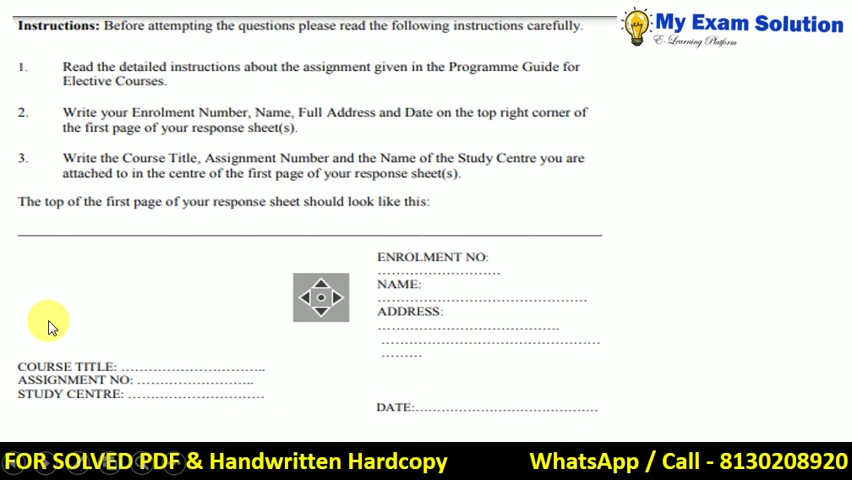 Instructions: Before attempting the questions please read the following instructions carefully.
My Exam Solution
E-Learning Platform
1. Read the detailed instructions about the assignment given in the Programme Guide for
Elective Courses.
2. Write your Enrolment Number, Name, Full Address and Date on the top right corner of
the first page of your response sheet(s).
3. Write the Course Title, Assignment Number and the Name of the Study Centre you are
attached to in the centre of the first page of your response sheet(s).
The top of the first page of your response sheet should look like this:
ENROLMENT NO:
……………………………
NAME:
…………………………………………………
ADDRESS:
………………………………………….
……………………………………………………
………
COURSE TITLE: ………………………………..
ASSIGNMENT NO: …………………………..
STUDY CENTRE: ………………………………
DATE:……………………………………………
FOR SOLVED PDF & Handwritten Hardcopy
WhatsApp / Call - 8130208920